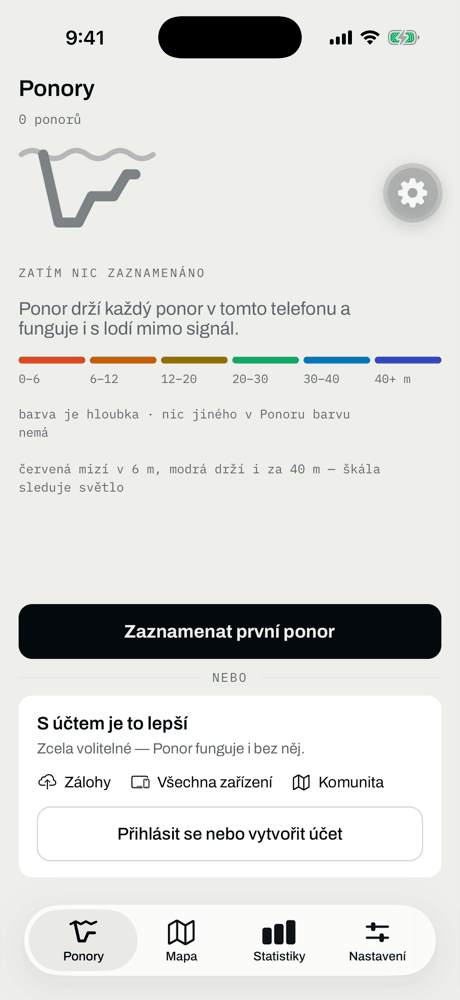 9:41
Ponory
0 ponorů
ZATÍM NIC ZAZNAMENÁNO
Ponor drží každý ponor v tomto telefonu a
funguje i s lodí mimo signál.
0–6 6–12 12–20 20–30 30–40 40+ m
barva je hloubka · nic jiného v Ponoru barvu
nemá
červená mizí v 6 m, modrá drží i za 40 m — škála
sleduje světlo
Zaznamenat první ponor
NEBO
S účtem je to lepší
Zcela volitelné — Ponor funguje i bez něj.
Zálohy Všechna zařízení Komunita
Přihlásit se nebo vytvořit účet
Ponory Mapa Statistiky Nastavení